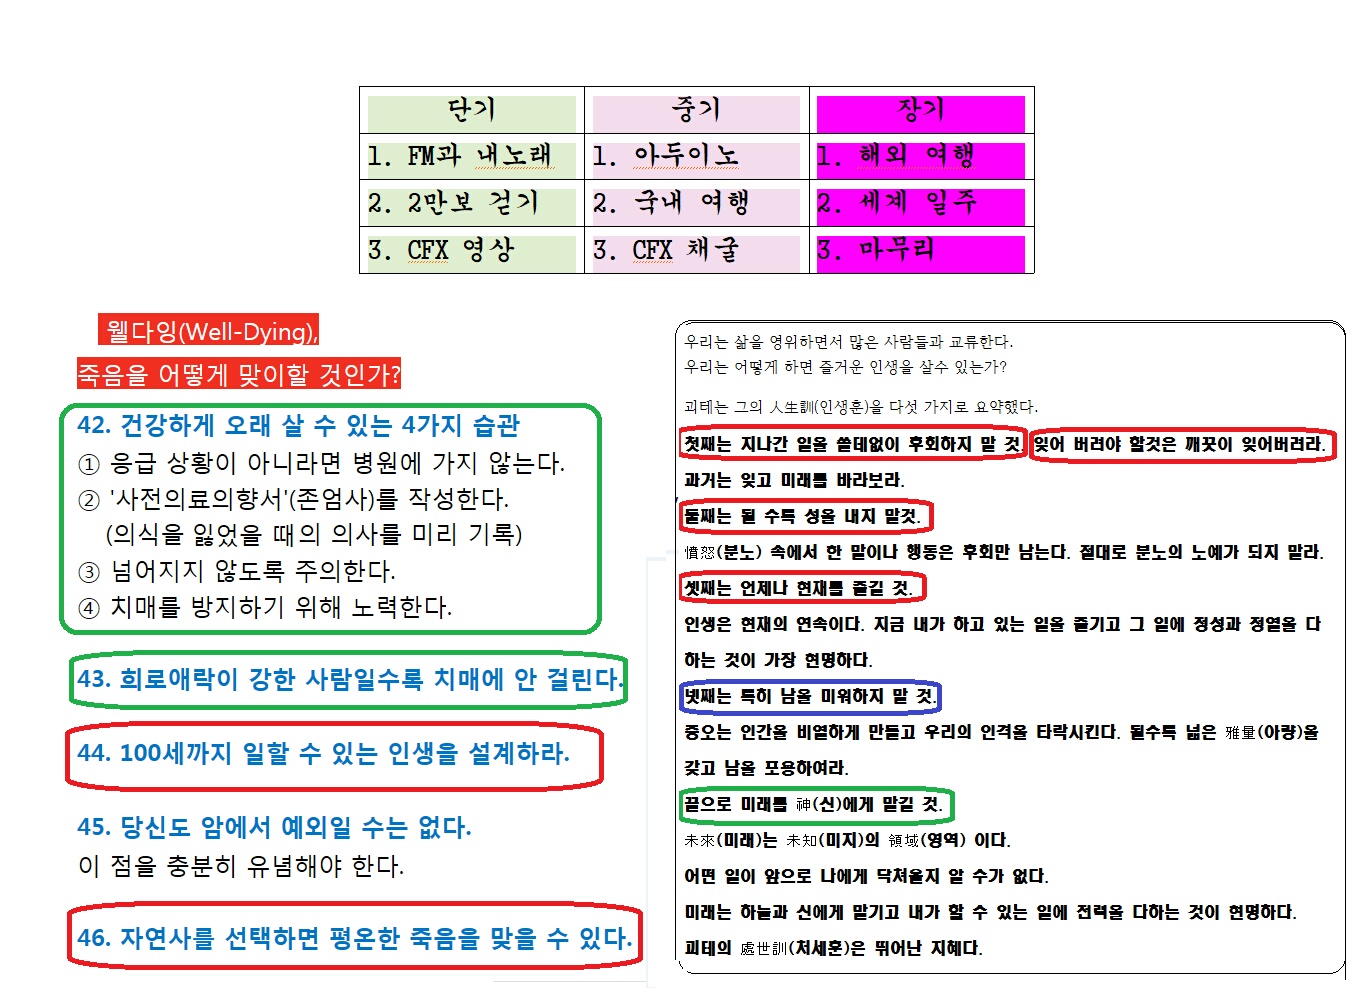 단기 중기 장기
1. FM과 내노래 1. 아두이노 1. 해외 여행
2. 2만보 걷기 2. 국내 여행 2. 세계 일주
3. CFX 영상 3. CFX 채굴 3. 마무리
웰다잉(Well-Dying),
죽음을 어떻게 맞이할 것인가?
42. 건강하게 오래 살 수 있는 4가지 습관
① 응급 상황이 아니라면 병원에 가지 않는다.
② '사전의료의향서'(존엄사)를 작성한다.
(의식을 잃었을 때의 의사를 미리 기록)
③ 넘어지지 않도록 주의한다.
④ 치매를 방지하기 위해 노력한다.
43. 희로애락이 강한 사람일수록 치매에 안 걸린다.
44. 100세까지 일할 수 있는 인생을 설계하라.
45. 당신도 암에서 예외일 수는 없다.
이 점을 충분히 유념해야 한다.
46. 자연사를 선택하면 평온한 죽음을 맞을 수 있다.
우리는 삶을 영위하면서 많은 사람들과 교류한다.
우리는 어떻게 하면 즐거운 인생을 살수 있는가?
괴테는 그의 人生訓(인생훈)을 다섯 가지로 요약했다.
첫째는 지나간 일을 쓸데없이 후회하지 말 것. 잊어 버려야 할것은 깨끗이 잊어버려라.
과거는 잊고 미래를 바라보라.
둘째는 될 수록 성을 내지 말것.
憤怒(분노) 속에서 한 말이나 행동은 후회만 남는다. 절대로 분노의 노예가 되지 말라.
셋째는 언제나 현재를 즐길 것.
인생은 현재의 연속이다. 지금 내가 하고 있는 일을 즐기고 그 일에 정성과 정열을 다
하는 것이 가장 현명하다.
넷째는 특히 남을 미워하지 말 것.
증오는 인간을 비열하게 만들고 우리의 인격을 타락시킨다. 될수록 넓은 雅量(아량)을
갖고 남을 포용하여라.
끝으로 미래를 神(신)에게 맡길 것.
未來(미래)는 未知(미지)의 領域(영역) 이다.
어떤 일이 앞으로 나에게 닥쳐올지 알 수가 없다.
미래는 하늘과 신에게 맡기고 내가 할 수 있는 일에 전력을 다하는 것이 현명하다.
괴테의 處世訓(처세훈)은 뛰어난 지혜다.